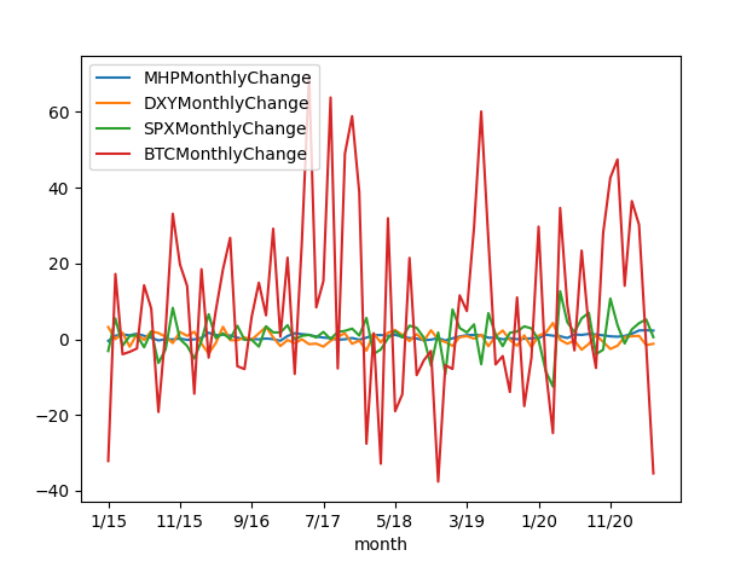 MHPMonthlyChange
DXYMonthlyChange
SPXMonthlyChange
BTCMonthlyChange
60
40
20
0
−20
−40
1/15 11/15 9/16 7/17 5/18 3/19 1/20 11/20
month